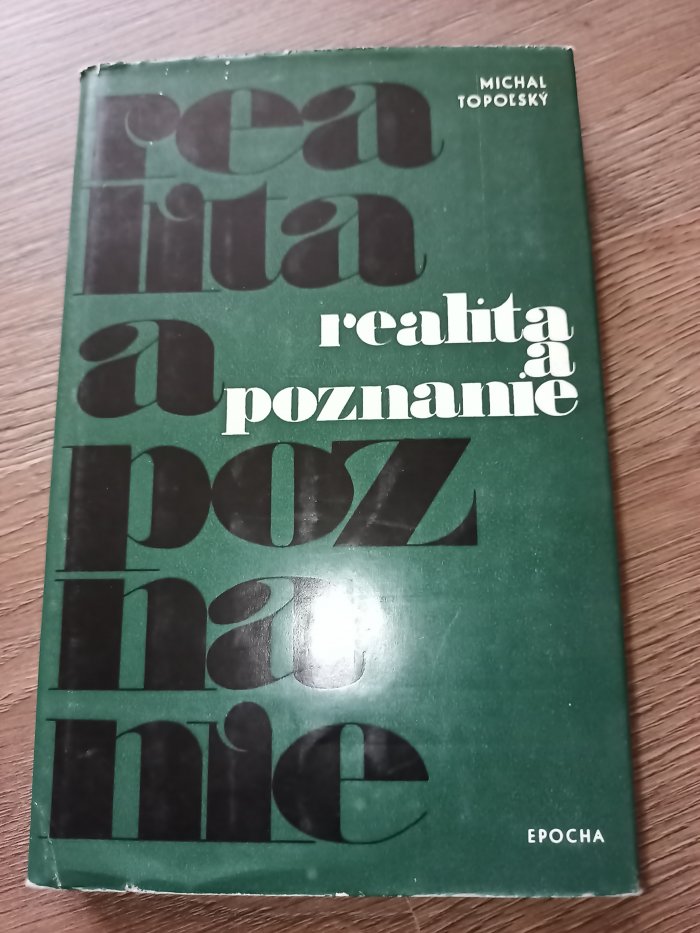 MICHAL
TOPOĽSKÝ
rea
lita
a
poz
na
nie
realita
a
poznanie
EPOCHA